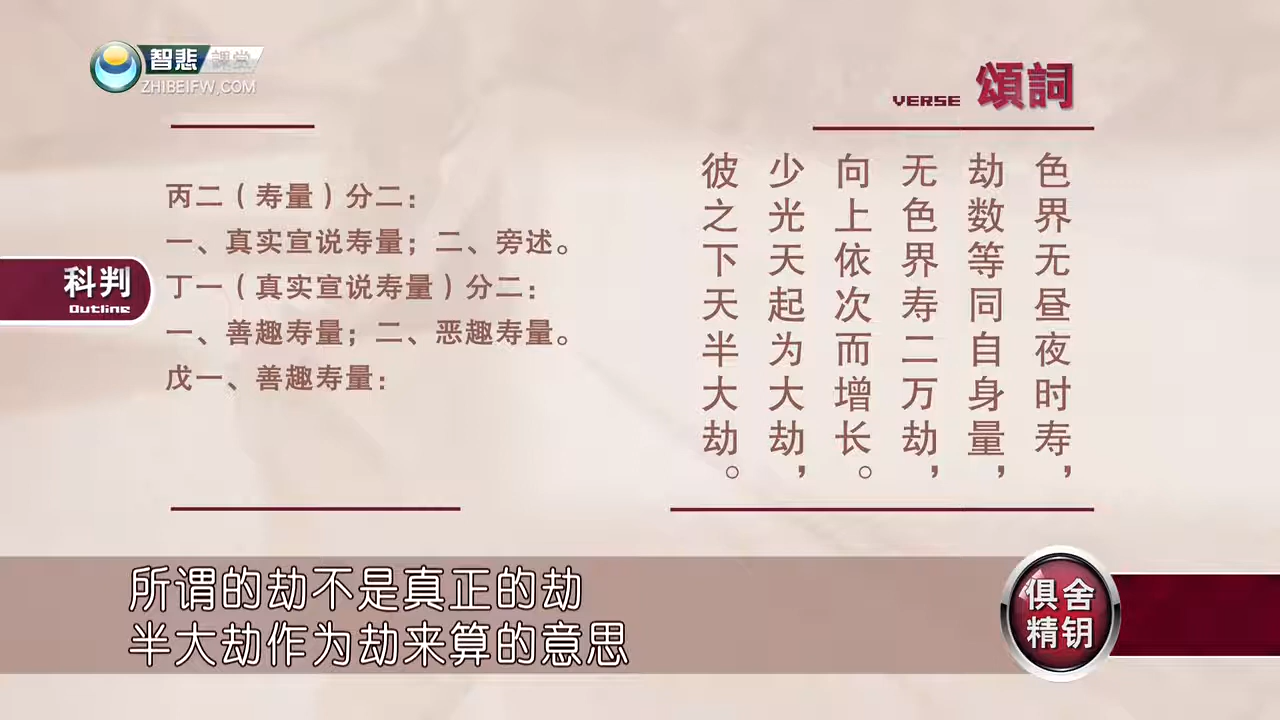 智悲課堂
ZHIBEIFW.COM
VERSE 頌詞
色界无昼夜时寿，
劫数等同自身量，
无色界寿二万劫，
向上依次而增长。
少光天起为大劫，
彼之下天半大劫。
科判
Outline
丙二（寿量）分二：
一、真实宣说寿量；二、旁述。
丁一（真实宣说寿量）分二：
一、善趣寿量；二、恶趣寿量。
戊一、善趣寿量：
所谓的劫不是真正的劫
半大劫作为劫来算的意思
俱舍
精钥